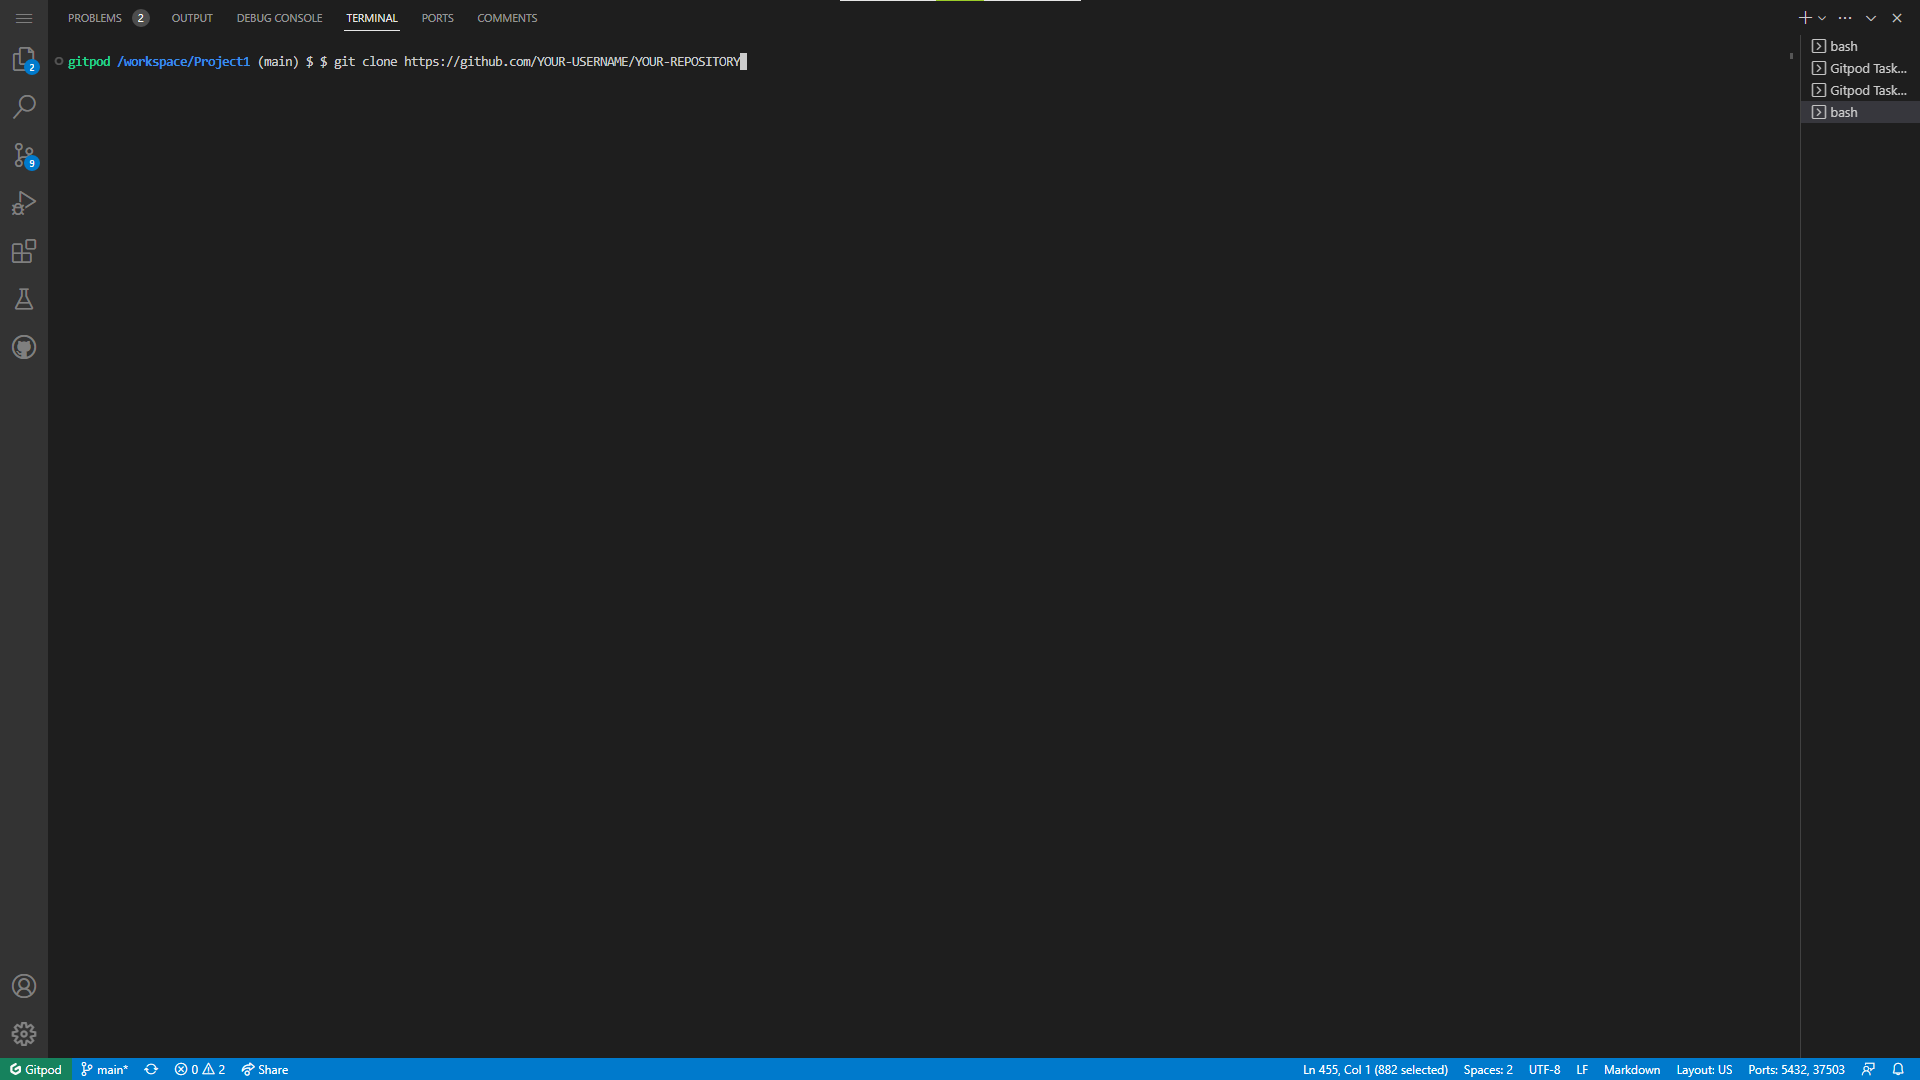 PROBLEMS 2 OUTPUT DEBUG CONSOLE TERMINAL PORTS COMMENTS
gitpod /workspace/Project1 (main) $ $ git clone https://github.com/YOUR-USERNAME/YOUR-REPOSITORY
bash
Gitpod Task...
Gitpod Task...
bash
2
9
Gitpod main* 0 2 Share Ln 455, Col 1 (882 selected) Spaces: 2 UTF-8 LF Markdown Layout: US Ports: 5432, 37503